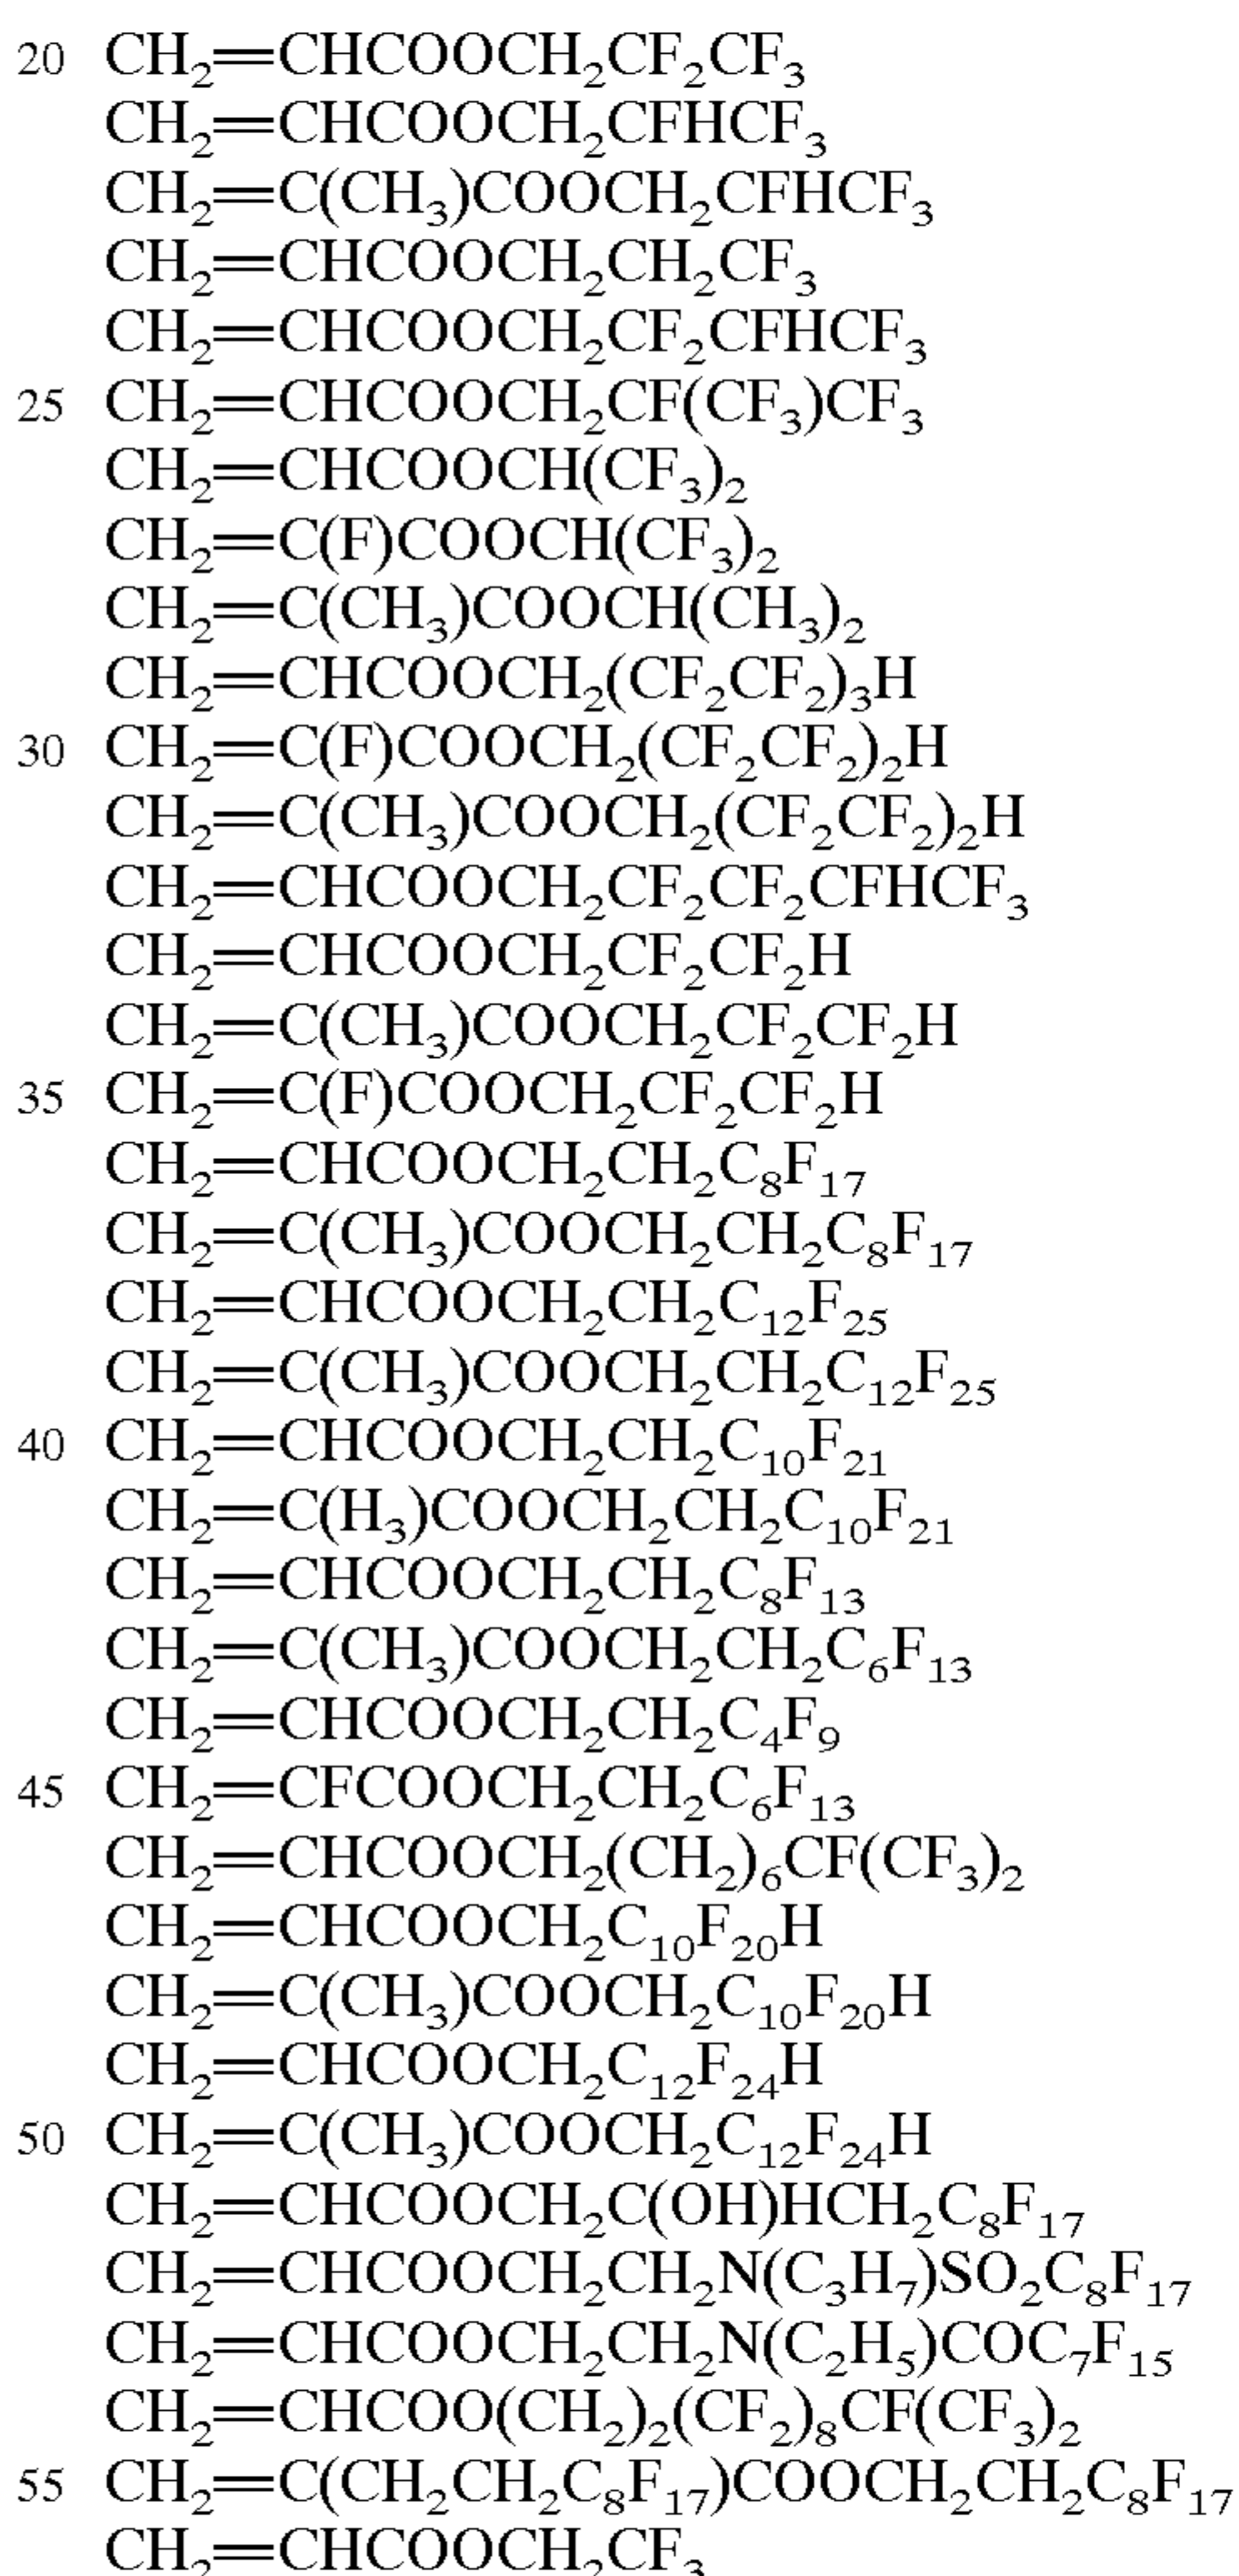 20 CH₂=CHCOOCH₂CF₂CF₃
CH₂=CHCOOCH₂CFHCF₃
CH₂=C(CH₃)COOCH₂CFHCF₃
CH₂=CHCOOCH₂CH₂CF₃
CH₂=CHCOOCH₂CF₂CFHCF₃
25 CH₂=CHCOOCH₂CF(CF₃)CF₃
CH₂=CHCOOCH(CF₃)₂
CH₂=C(F)COOCH(CF₃)₂
CH₂=C(CH₃)COOCH(CH₃)₂
CH₂=CHCOOCH₂(CF₂CF₂)₃H
30 CH₂=C(F)COOCH₂(CF₂CF₂)₂H
CH₂=C(CH₃)COOCH₂(CF₂CF₂)₂H
CH₂=CHCOOCH₂CF₂CF₂CFHCF₃
CH₂=CHCOOCH₂CF₂CF₂H
CH₂=C(CH₃)COOCH₂CF₂CF₂H
35 CH₂=C(F)COOCH₂CF₂CF₂H
CH₂=CHCOOCH₂CH₂C₈F₁₇
CH₂=C(CH₃)COOCH₂CH₂C₈F₁₇
CH₂=CHCOOCH₂CH₂C₁₂F₂₅
CH₂=C(CH₃)COOCH₂CH₂C₁₂F₂₅
40 CH₂=CHCOOCH₂CH₂C₁₀F₂₁
CH₂=C(H₃)COOCH₂CH₂C₁₀F₂₁
CH₂=CHCOOCH₂CH₂C₈F₁₃
CH₂=C(CH₃)COOCH₂CH₂C₆F₁₃
CH₂=CHCOOCH₂CH₂C₄F₉
45 CH₂=CFCOOCH₂CH₂C₆F₁₃
CH₂=CHCOOCH₂(CH₂)₆CF(CF₃)₂
CH₂=CHCOOCH₂C₁₀F₂₀H
CH₂=C(CH₃)COOCH₂C₁₀F₂₀H
CH₂=CHCOOCH₂C₁₂F₂₄H
50 CH₂=C(CH₃)COOCH₂C₁₂F₂₄H
CH₂=CHCOOCH₂C(OH)HCH₂C₈F₁₇
CH₂=CHCOOCH₂CH₂N(C₃H₇)SO₂C₈F₁₇
CH₂=CHCOOCH₂CH₂N(C₂H₅)COC₇F₁₅
CH₂=CHCOO(CH₂)₂(CF₂)₈CF(CF₃)₂
55 CH₂=C(CH₂CH₂C₈F₁₇)COOCH₂CH₂C₈F₁₇
CH₂=CHCOOCH₂CF₃